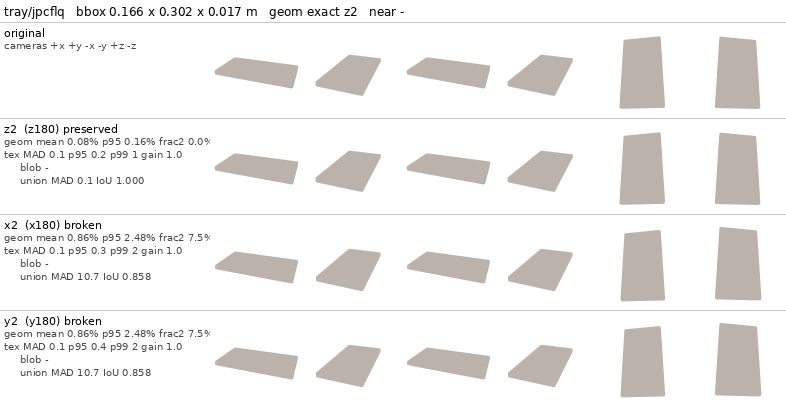 tray/jpcflq   bbox 0.166 x 0.302 x 0.017 m   geom exact z2   near -
original
cameras +x +y -x -y +z -z
z2  (z180) preserved
geom mean 0.08% p95 0.16% frac2 0.0%
tex MAD 0.1 p95 0.2 p99 1 gain 1.0
blob -
union MAD 0.1 IoU 1.000
x2  (x180) broken
geom mean 0.86% p95 2.48% frac2 7.5%
tex MAD 0.1 p95 0.3 p99 2 gain 1.0
blob -
union MAD 10.7 IoU 0.858
y2  (y180) broken
geom mean 0.86% p95 2.48% frac2 7.5%
tex MAD 0.1 p95 0.4 p99 2 gain 1.0
blob -
union MAD 10.7 IoU 0.858